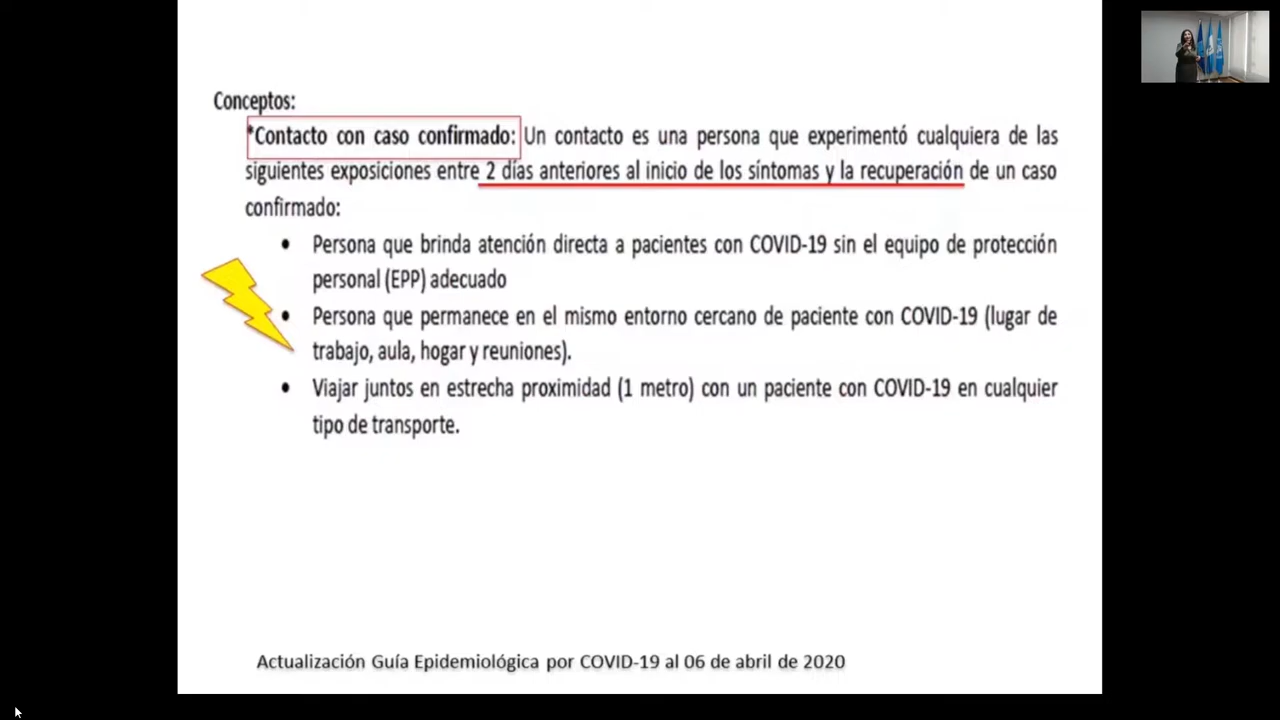 Conceptos:
*Contacto con caso confirmado: Un contacto es una persona que experimentó cualquiera de las
siguientes exposiciones entre 2 días anteriores al inicio de los síntomas y la recuperación de un caso
confirmado:
• Persona que brinda atención directa a pacientes con COVID-19 sin el equipo de protección
personal (EPP) adecuado
• Persona que permanece en el mismo entorno cercano de paciente con COVID-19 (lugar de
trabajo, aula, hogar y reuniones).
• Viajar juntos en estrecha proximidad (1 metro) con un paciente con COVID-19 en cualquier
tipo de transporte.
Actualización Guía Epidemiológica por COVID-19 al 06 de abril de 2020